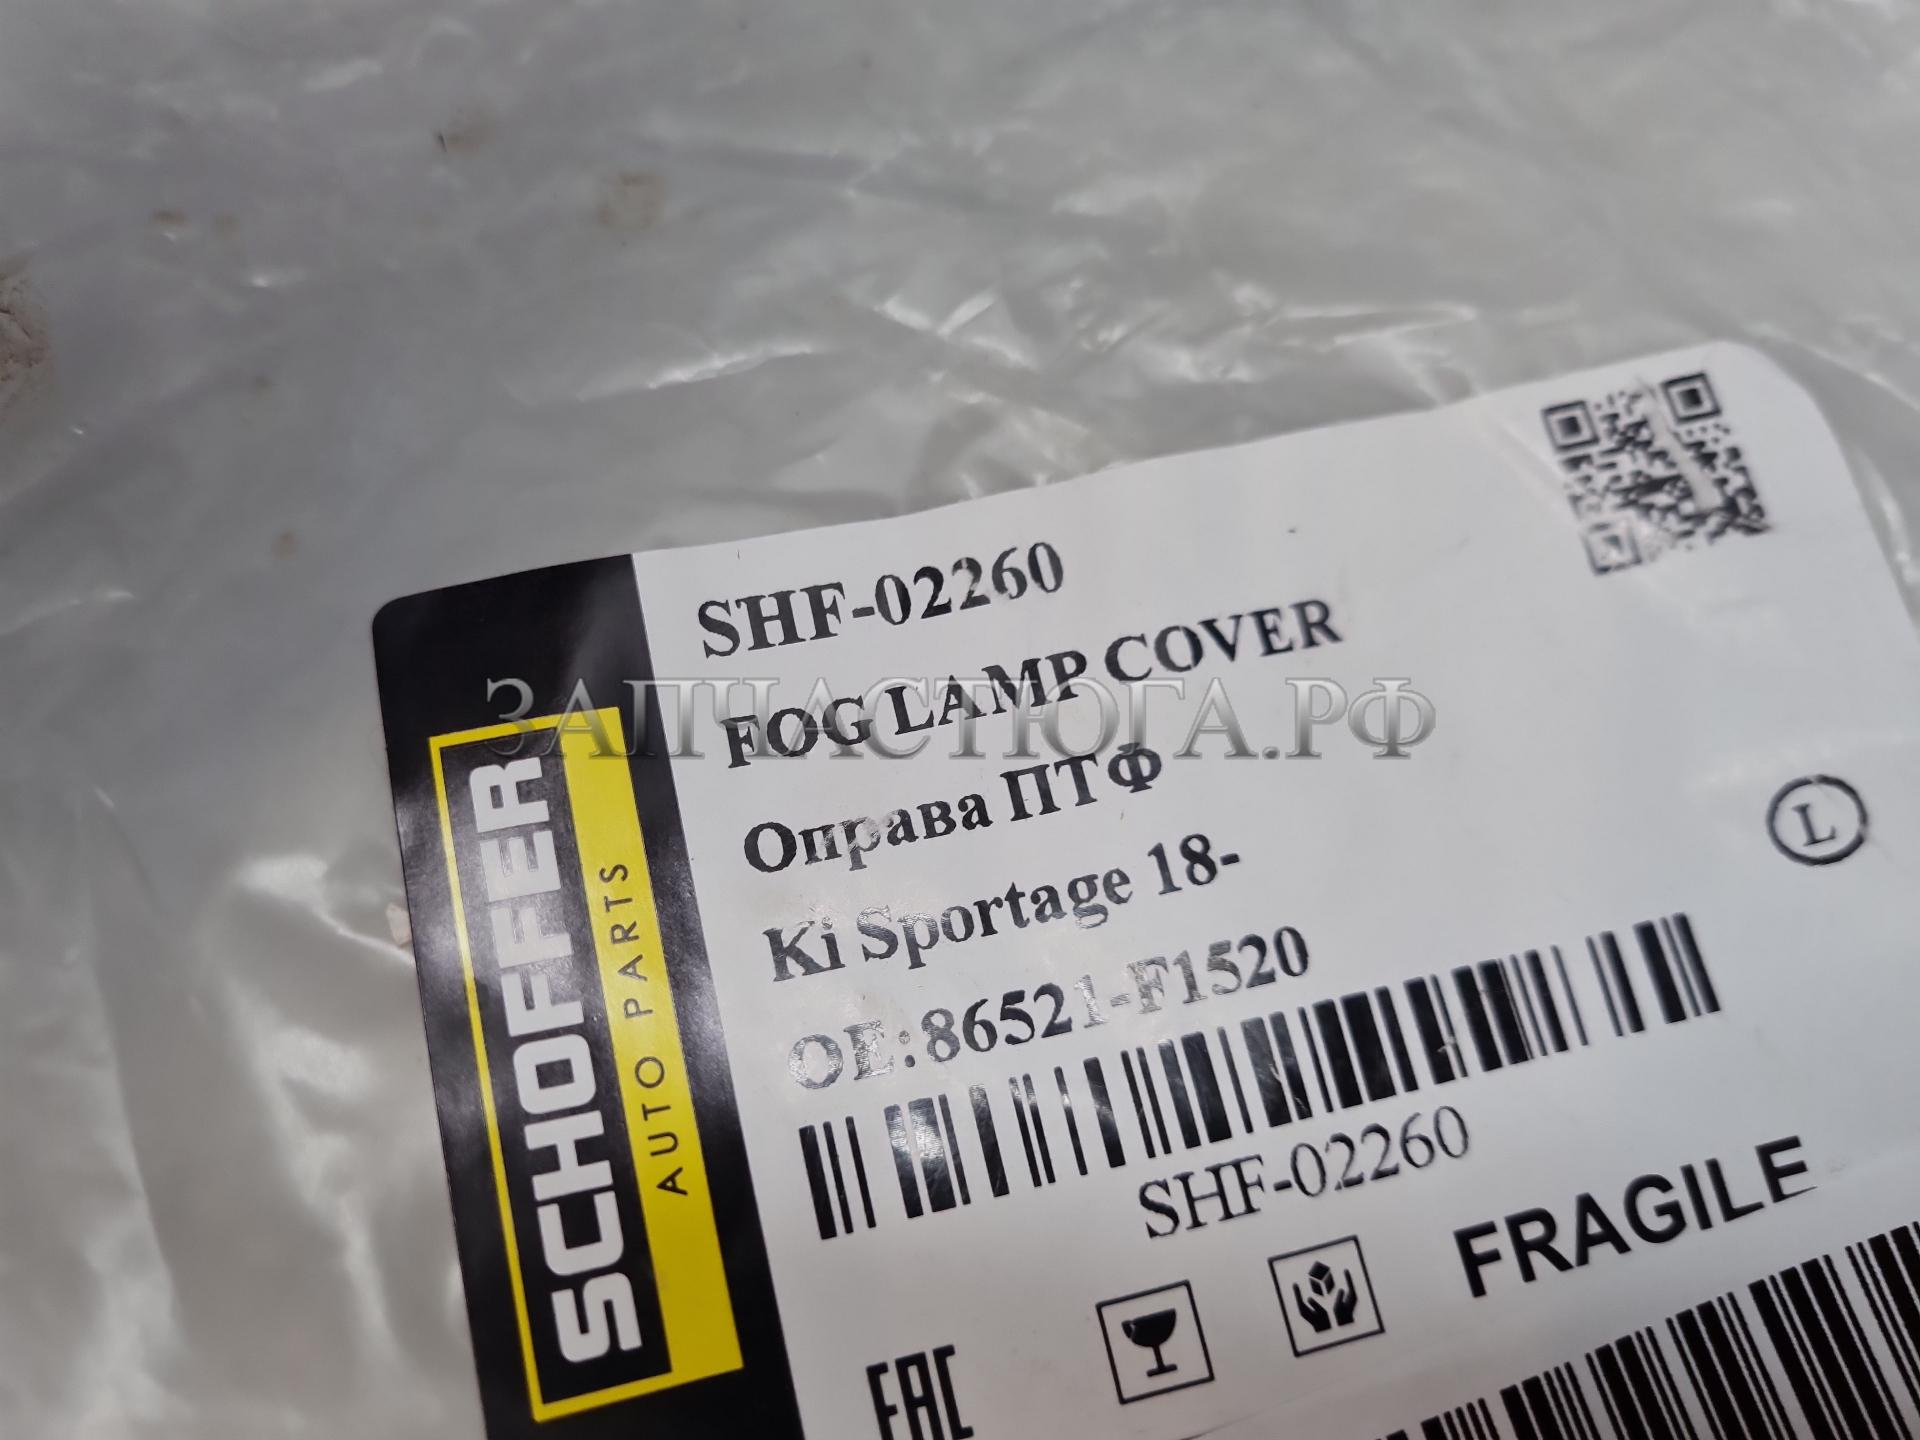 SHF-02260
FOG LAMP COVER
Оправа ПТФ
Ki Sportage 18-
OE:86521-F1520
L
SHF-02260
FRAGILE
EAC
SCHOFFER
AUTO PARTS
ЗАПЧАСТЮГА.РФ